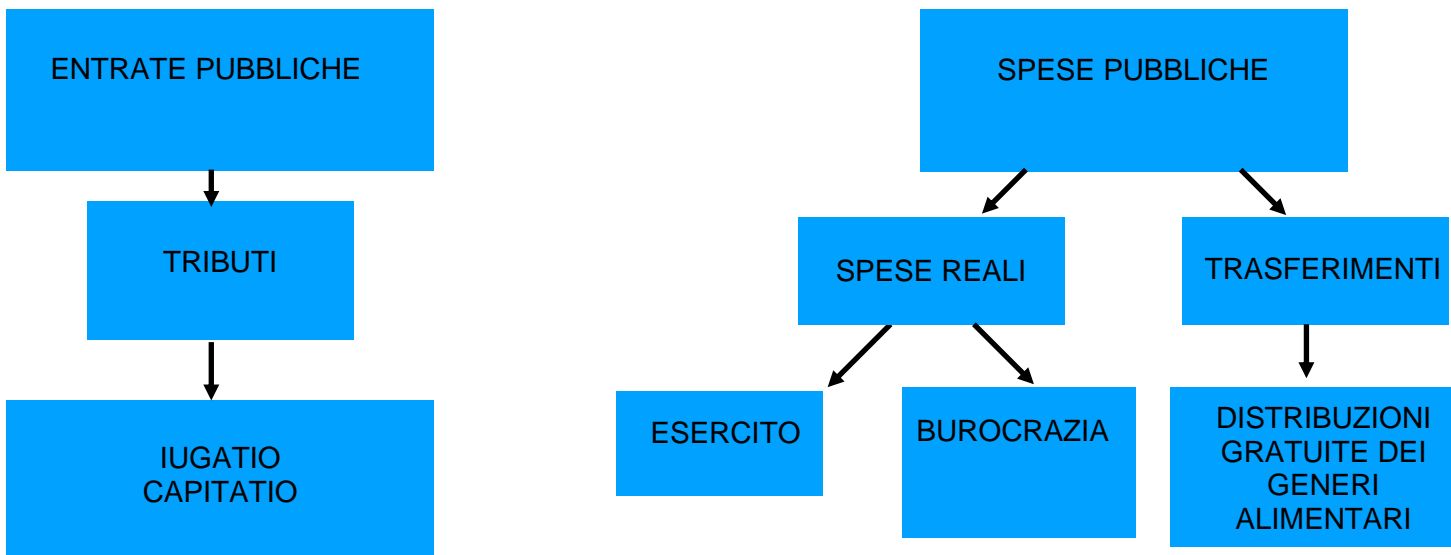 ENTRATE PUBBLICHE
SPESE PUBBLICHE
TRIBUTI
SPESE REALI
TRASFERIMENTI
IUGATIO
CAPITATIO
ESERCITO
BUROCRAZIA
DISTRIBUZIONI
GRATUITE DEI
GENERI
ALIMENTARI